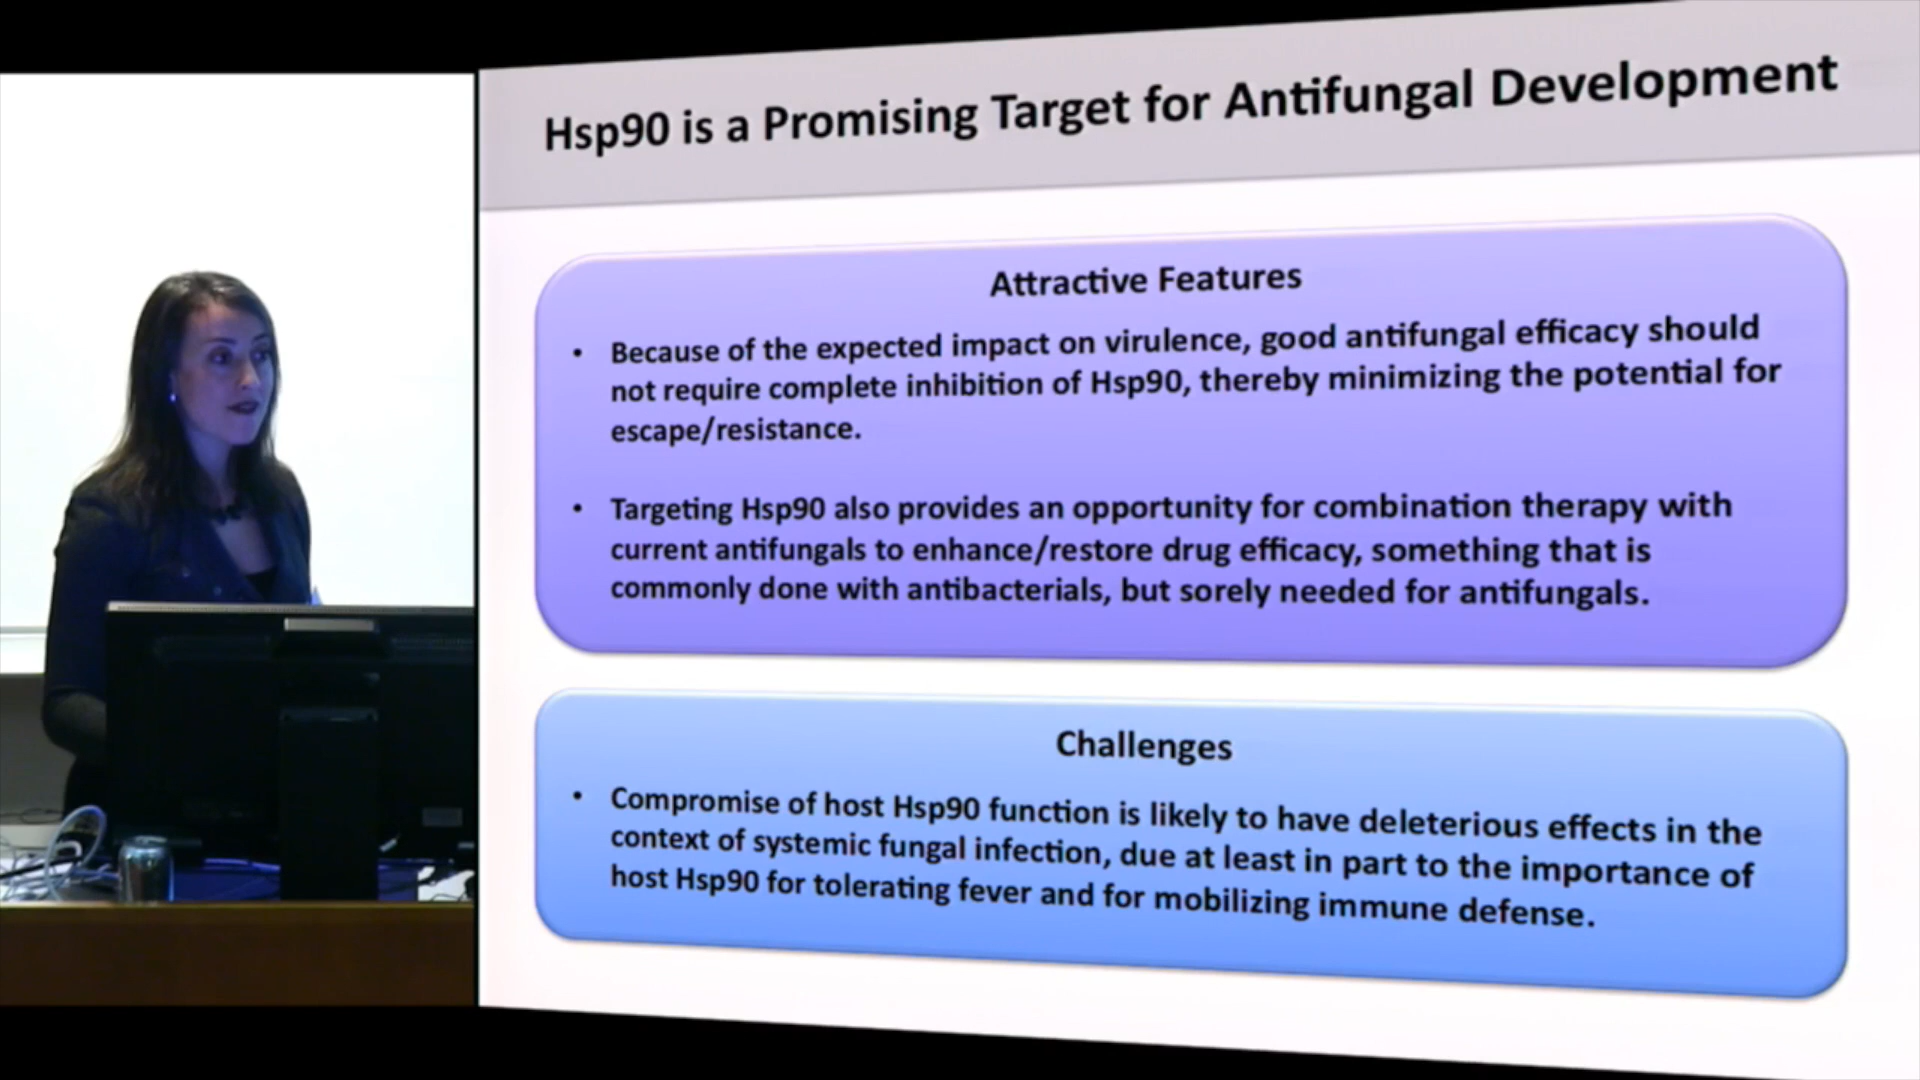 Hsp90 is a Promising Target for Antifungal Development
Attractive Features
• Because of the expected impact on virulence, good antifungal efficacy should
not require complete inhibition of Hsp90, thereby minimizing the potential for
escape/resistance.
• Targeting Hsp90 also provides an opportunity for combination therapy with
current antifungals to enhance/restore drug efficacy, something that is
commonly done with antibacterials, but sorely needed for antifungals.
Challenges
• Compromise of host Hsp90 function is likely to have deleterious effects in the
context of systemic fungal infection, due at least in part to the importance of
host Hsp90 for tolerating fever and for mobilizing immune defense.